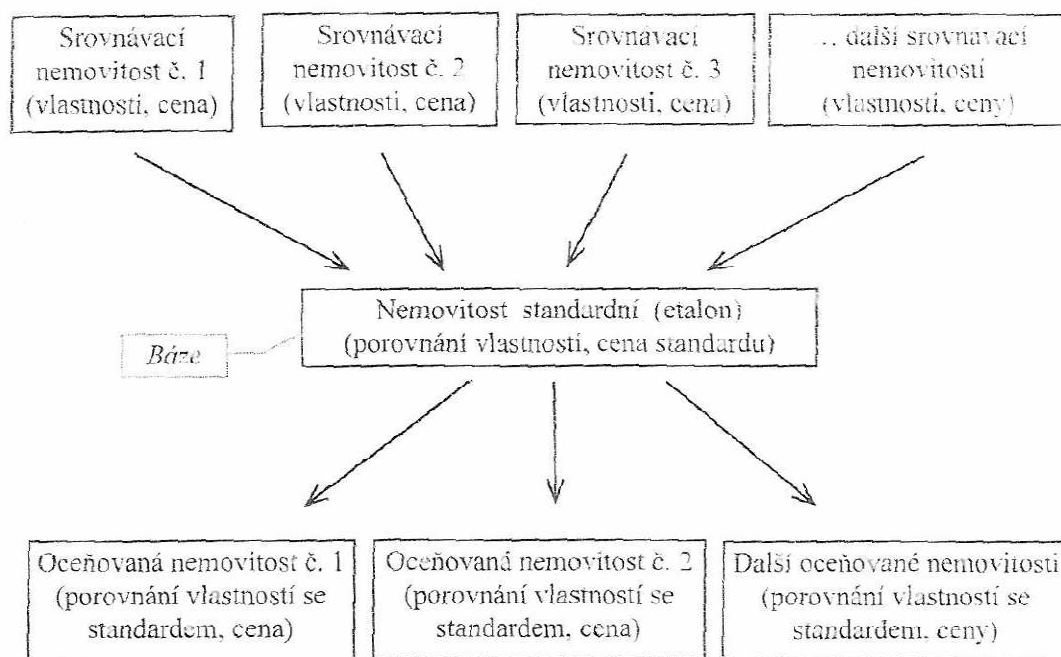 Srovnávací
nemovitost č. 1
(vlastnosti, cena)
Srovnávací
nemovitost č. 2
(vlastnosti, cena)
Srovnávací
nemovitost č. 3
(vlastnosti, cena)
... další srovnávací
nemovitosti
(vlastnosti, ceny)
Nemovitost standardní (etalon)
(porovnání vlastností, cena standardu)
Báze
Oceňovaná nemovitost č. 1
(porovnání vlastností se
standardem, cena)
Oceňovaná nemovitost č. 2
(porovnání vlastností se
standardem, cena)
Další oceňované nemovitosti
(porovnání vlastností se
standardem, ceny)